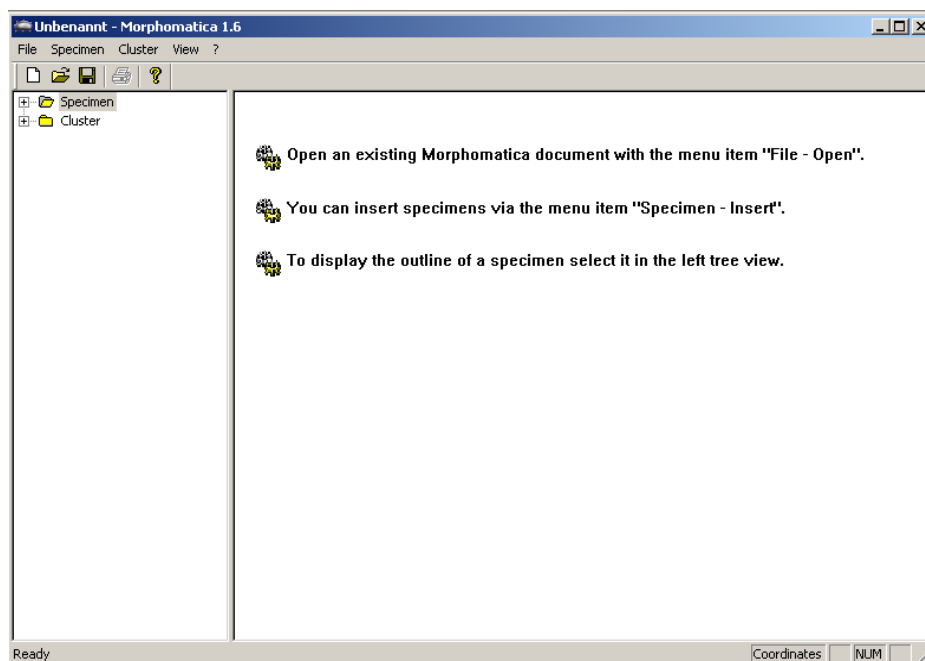 Unbenannt - Morphomatica 1.6
File Specimen Cluster View ?
Specimen
Cluster
Open an existing Morphomatica document with the menu item "File - Open".
You can insert specimens via the menu item "Specimen - Insert".
To display the outline of a specimen select it in the left tree view.
Ready Coordinates NUM